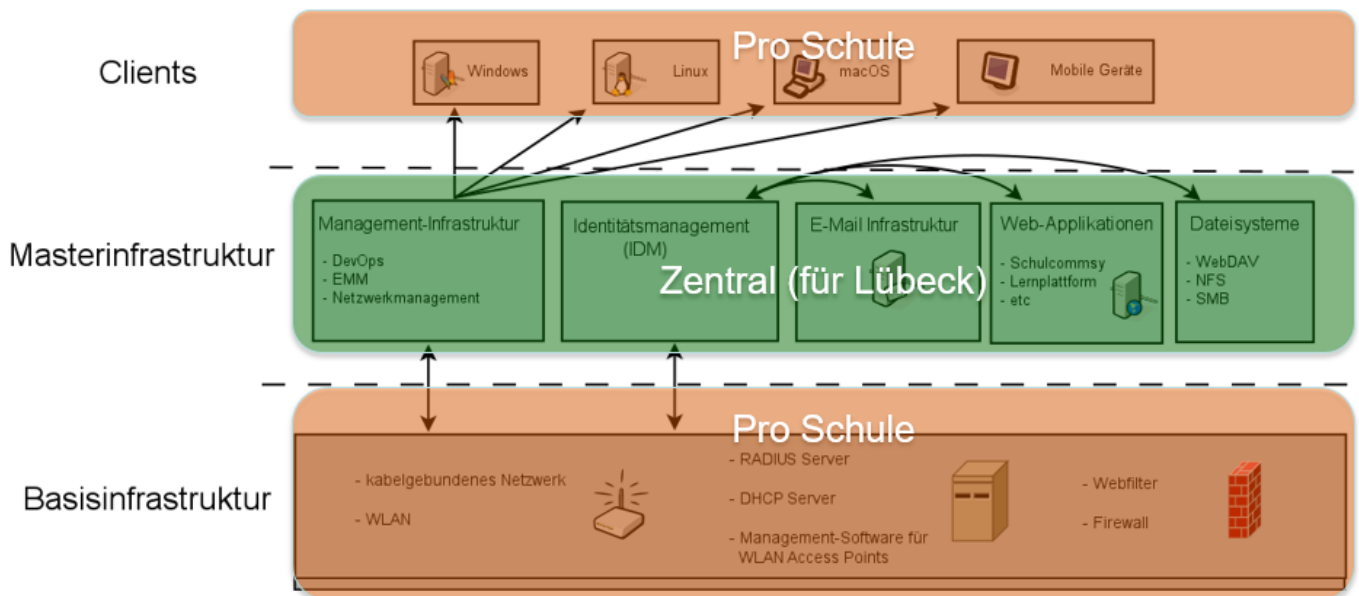 Clients
Pro Schule
Windows
Linux
macOS
Mobile Geräte
Masterinfrastruktur
Management-Infrastruktur
- DevOps
- EMM
- Netzwerkmanagement
Identitätsmanagement
(IDM)
E-Mail Infrastruktur
Web-Applikationen
- Schulcommsy
- Lernplattform
- etc
Dateisysteme
- WebDAV
- NFS
- SMB
Zentral (für Lübeck)
Basisinfrastruktur
Pro Schule
- kabelgebundenes Netzwerk
- WLAN
- RADIUS Server
- DHCP Server
- Management-Software für
WLAN Access Points
- Webfilter
- Firewall